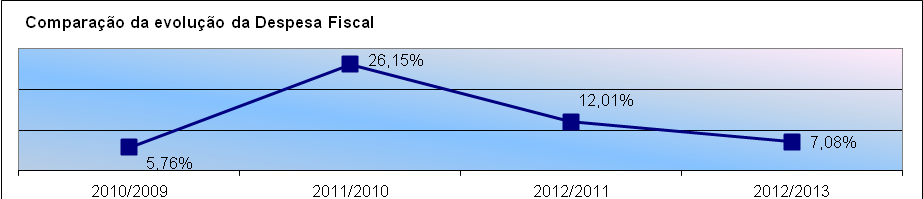 Comparação da evolução da Despesa Fiscal
26,15%
12,01%
7,08%
5,76%
2010/2009 2011/2010 2012/2011 2012/2013